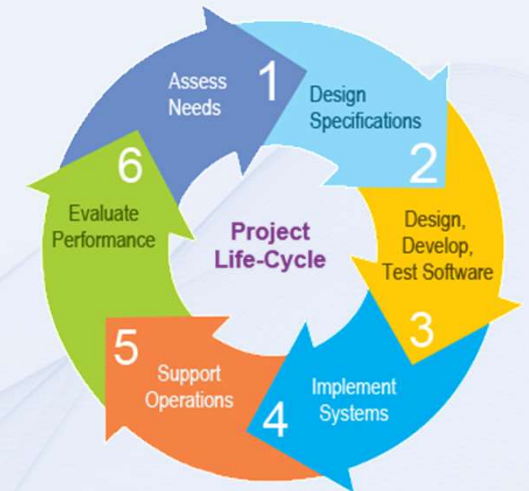 Project
Life-Cycle
1
Assess
Needs
2
Design
Specifications
3
Design,
Develop,
Test Software
4
Implement
Systems
5
Support
Operations
6
Evaluate
Performance